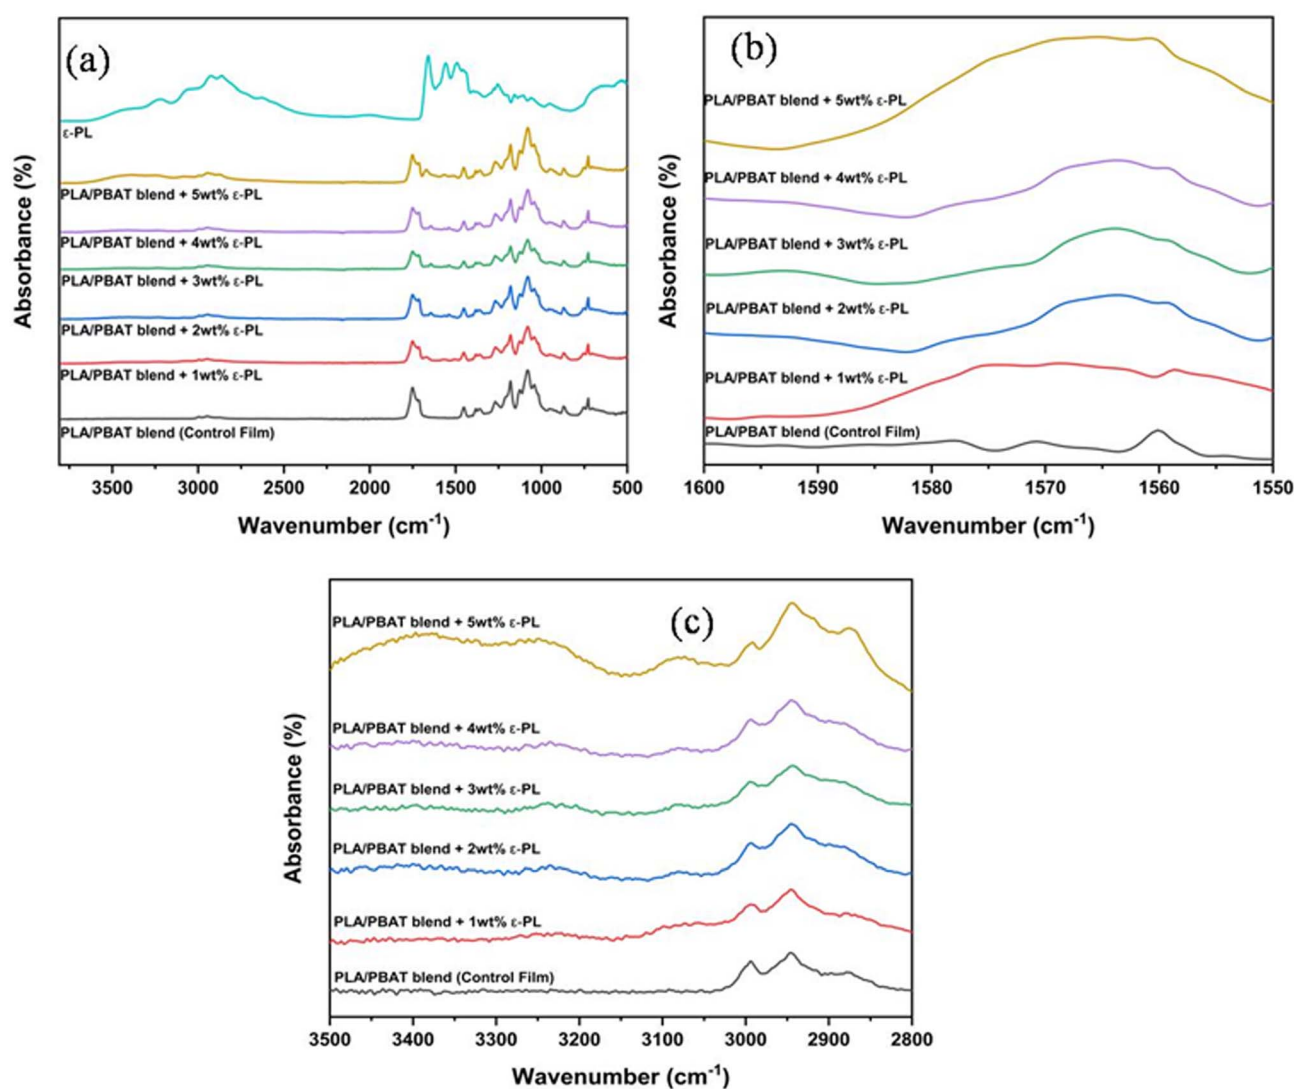 (a)
ε-PL
PLA/PBAT blend + 5wt% ε-PL
PLA/PBAT blend + 4wt% ε-PL
PLA/PBAT blend + 3wt% ε-PL
PLA/PBAT blend + 2wt% ε-PL
PLA/PBAT blend + 1wt% ε-PL
PLA/PBAT blend (Control Film)
Absorbance (%)
3500 3000 2500 2000 1500 1000 500
Wavenumber (cm-1)
(b)
PLA/PBAT blend + 5wt% ε-PL
PLA/PBAT blend + 4wt% ε-PL
PLA/PBAT blend + 3wt% ε-PL
PLA/PBAT blend + 2wt% ε-PL
PLA/PBAT blend + 1wt% ε-PL
PLA/PBAT blend (Control Film)
Absorbance (%)
1600 1590 1580 1570 1560 1550
Wavenumber (cm-1)
(c)
PLA/PBAT blend + 5wt% ε-PL
PLA/PBAT blend + 4wt% ε-PL
PLA/PBAT blend + 3wt% ε-PL
PLA/PBAT blend + 2wt% ε-PL
PLA/PBAT blend + 1wt% ε-PL
PLA/PBAT blend (Control Film)
Absorbance (%)
3500 3400 3300 3200 3100 3000 2900 2800
Wavenumber (cm-1)